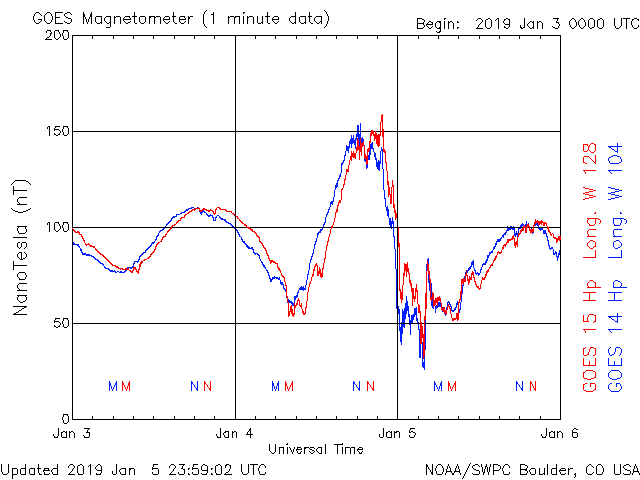 GOES Magnetometer (1 minute data)
Begin: 2019 Jan 3 0000 UTC
200
150
100
50
0
NanoTesla (nT)
M M N N M M N N M M N N
Jan 3 Jan 4 Jan 5 Jan 6
Universal Time
GOES 15 Hp Long. W 128
GOES 14 Hp Long. W 104
Updated 2019 Jan 5 23:59:02 UTC
NOAA/SWPC Boulder, CO USA